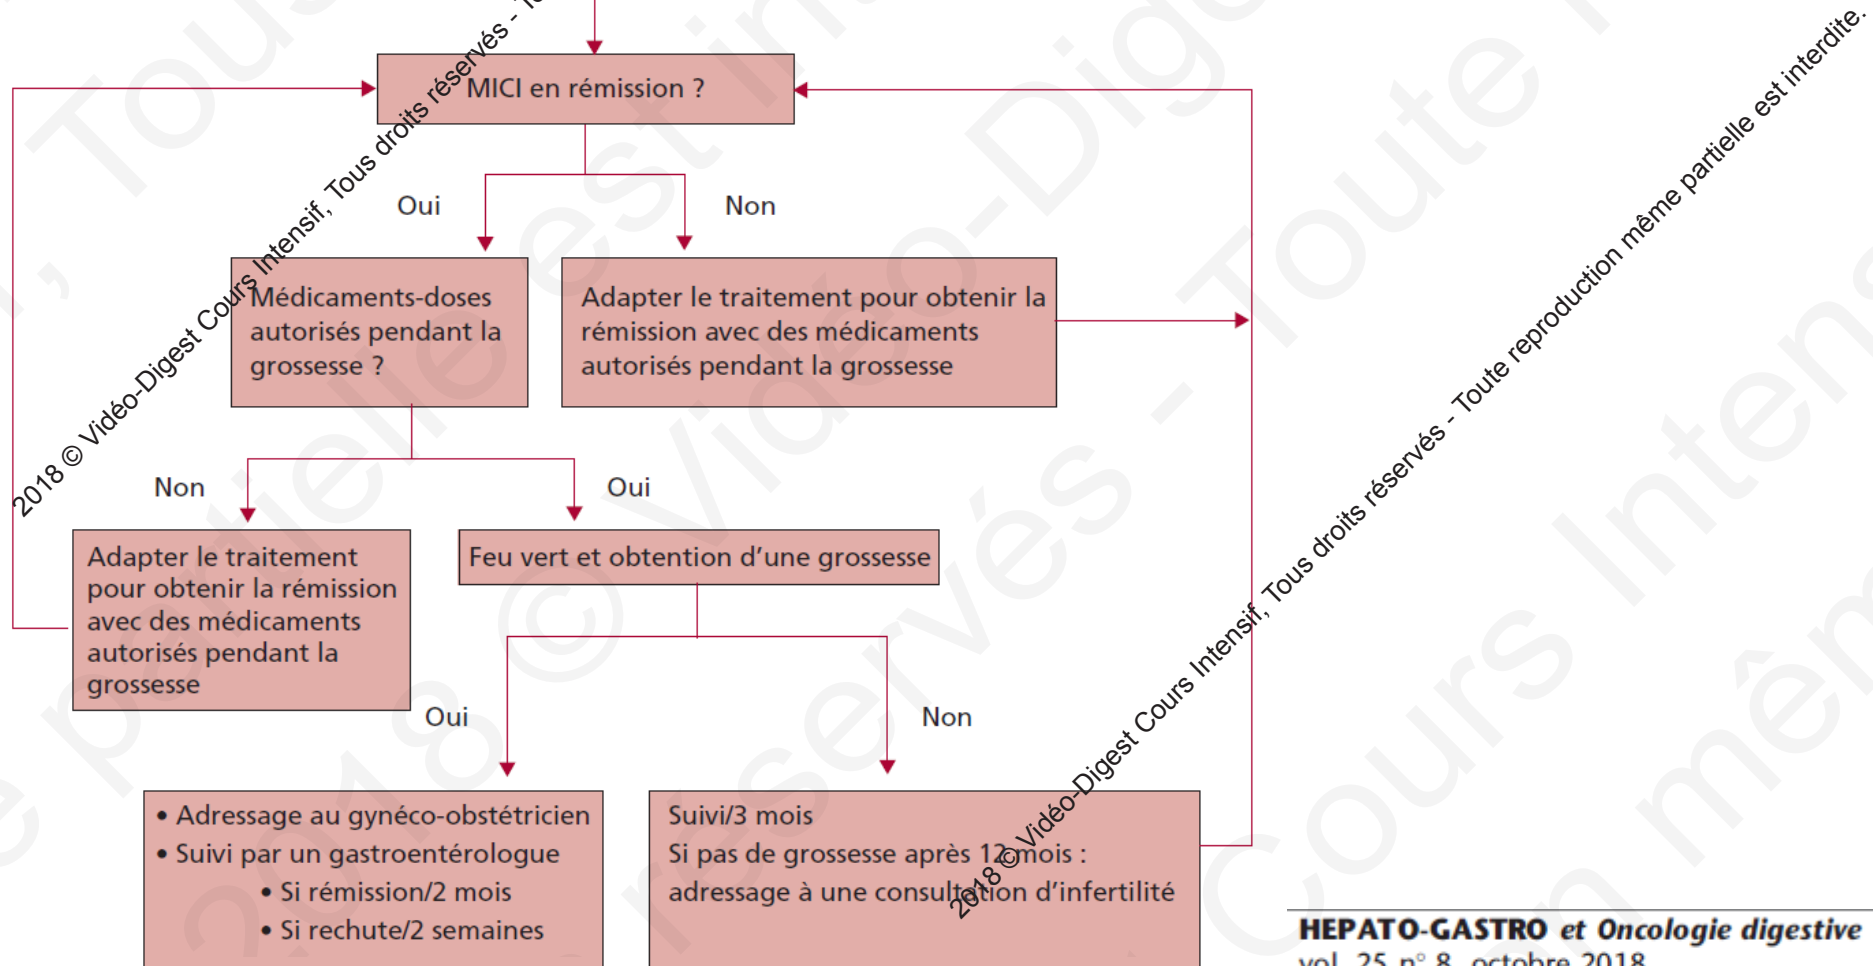 MICI en rémission ?
Oui
Non
Médicaments-doses
autorisés pendant la
grossesse ?
Adapter le traitement pour obtenir la
rémission avec des médicaments
autorisés pendant la grossesse
Non
Oui
Adapter le traitement
pour obtenir la rémission
avec des médicaments
autorisés pendant la
grossesse
Feu vert et obtention d’une grossesse
Oui
Non
• Adressage au gynéco-obstétricien
• Suivi par un gastroentérologue
• Si rémission/2 mois
• Si rechute/2 semaines
Suivi/3 mois
Si pas de grossesse après 12 mois :
adressage à une consultation d’infertilité
HEPATO-GASTRO et Oncologie digestive
vol. 25 n° 8, octobre 2018
2018 © Vidéo-Digest Cours Intensif, Tous droits réservés - 
2018 © Vidéo-Digest Cours Intensif, Tous droits réservés - Toute reproduction même partielle est interdite.